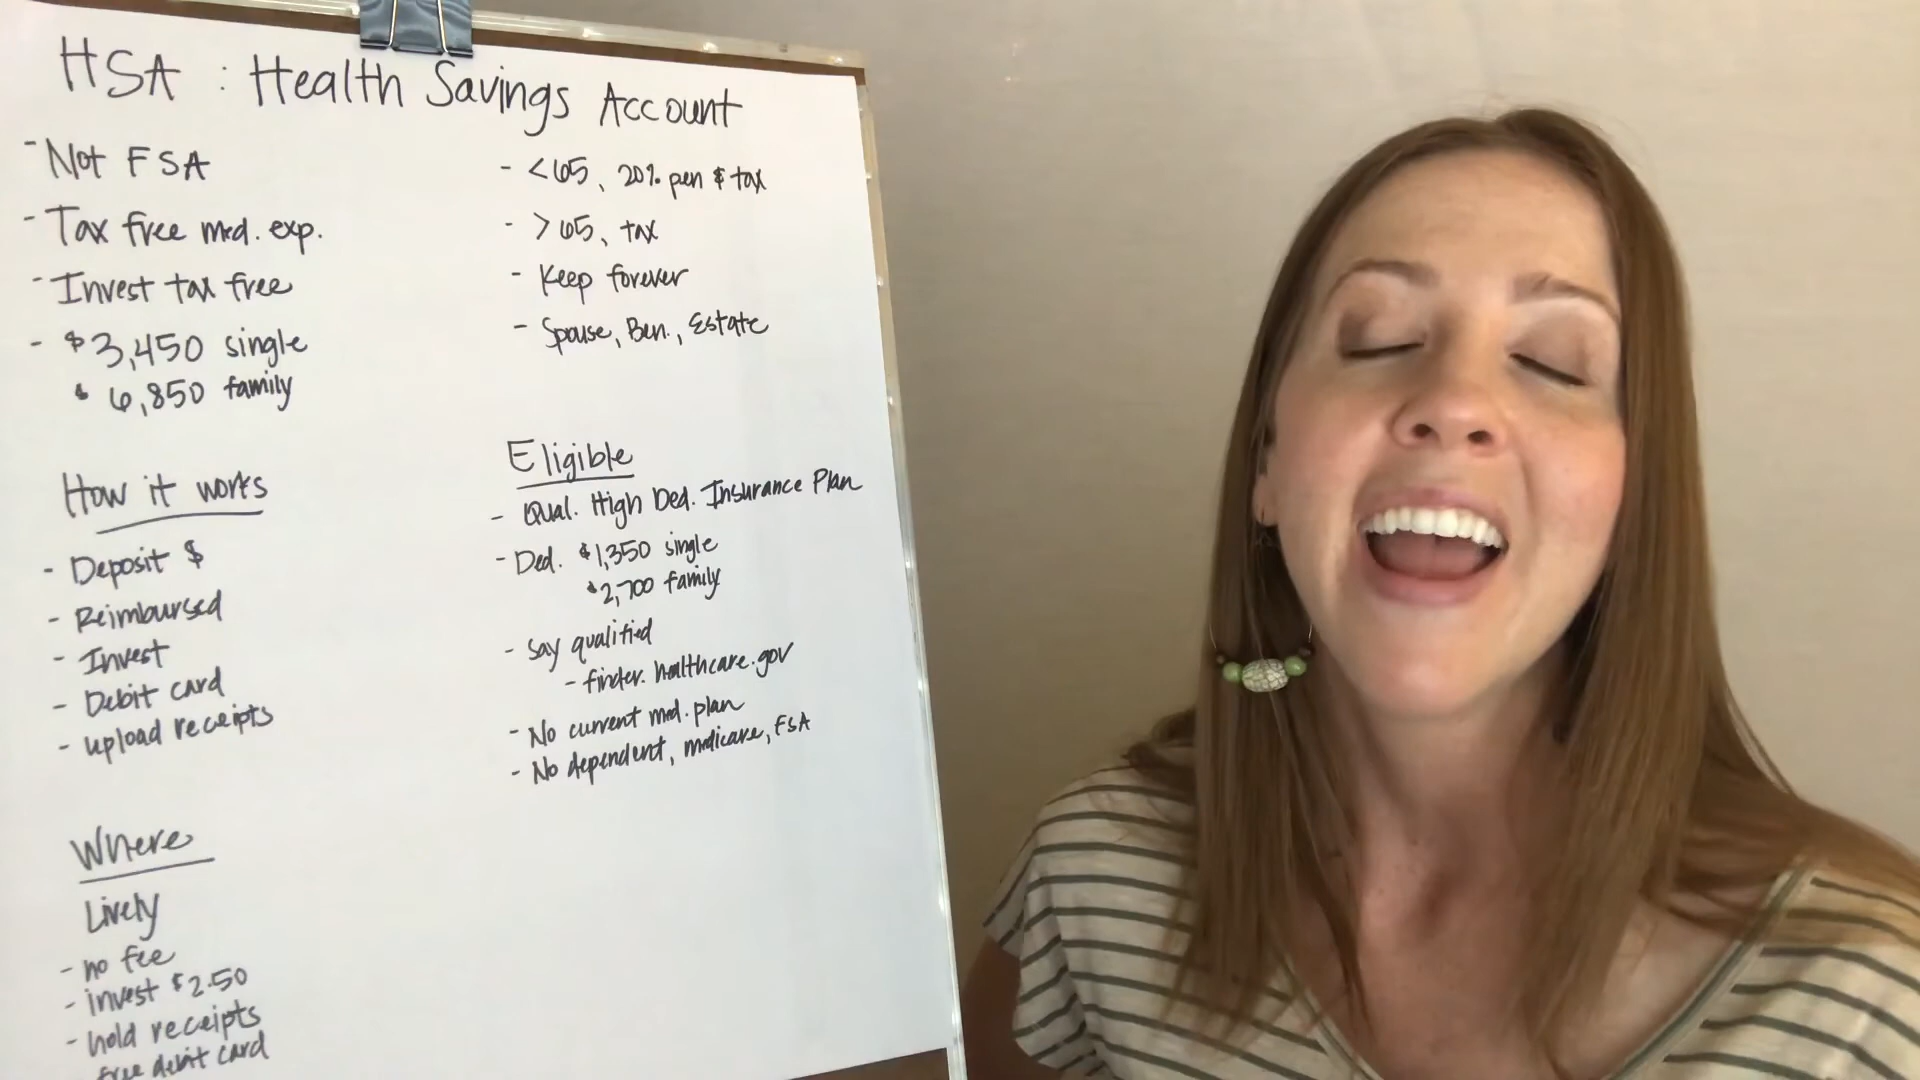 HSA : Health Savings Account
- Not FSA
- Tax free med. exp.
- Invest tax free
- $3,450 single
$6,850 family
- <65, 20% pen & tax
- >65, tax
- Keep forever
- Spouse, Ben., Estate
How it works
- Deposit $
- Reimbursed
- Invest
- Debit card
- upload receipts
Eligible
- Qual. High Ded. Insurance Plan
- Ded. $1,350 single
$2,700 family
- Say qualified
- finder.healthcare.gov
- No current med. plan
- No dependent, medicare, FSA
Where
Lively
- no fee
- invest $2.50
- hold receipts
free debit card